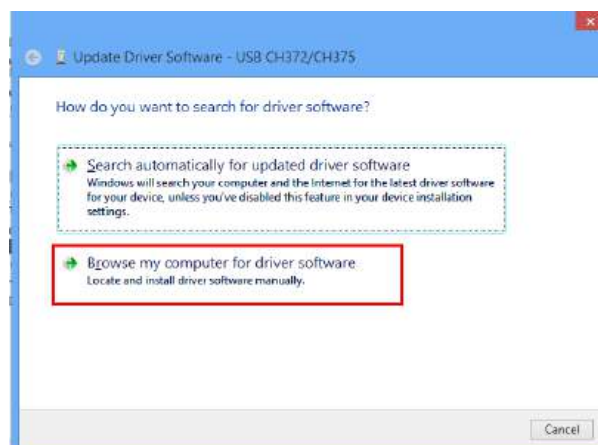 Update Driver Software - USB CH372/CH375
How do you want to search for driver software?
Search automatically for updated driver software
Windows will search your computer and the Internet for the latest driver software
for your device, unless you've disabled this feature in your device installation
settings.
Browse my computer for driver software
Locate and install driver software manually.
Cancel